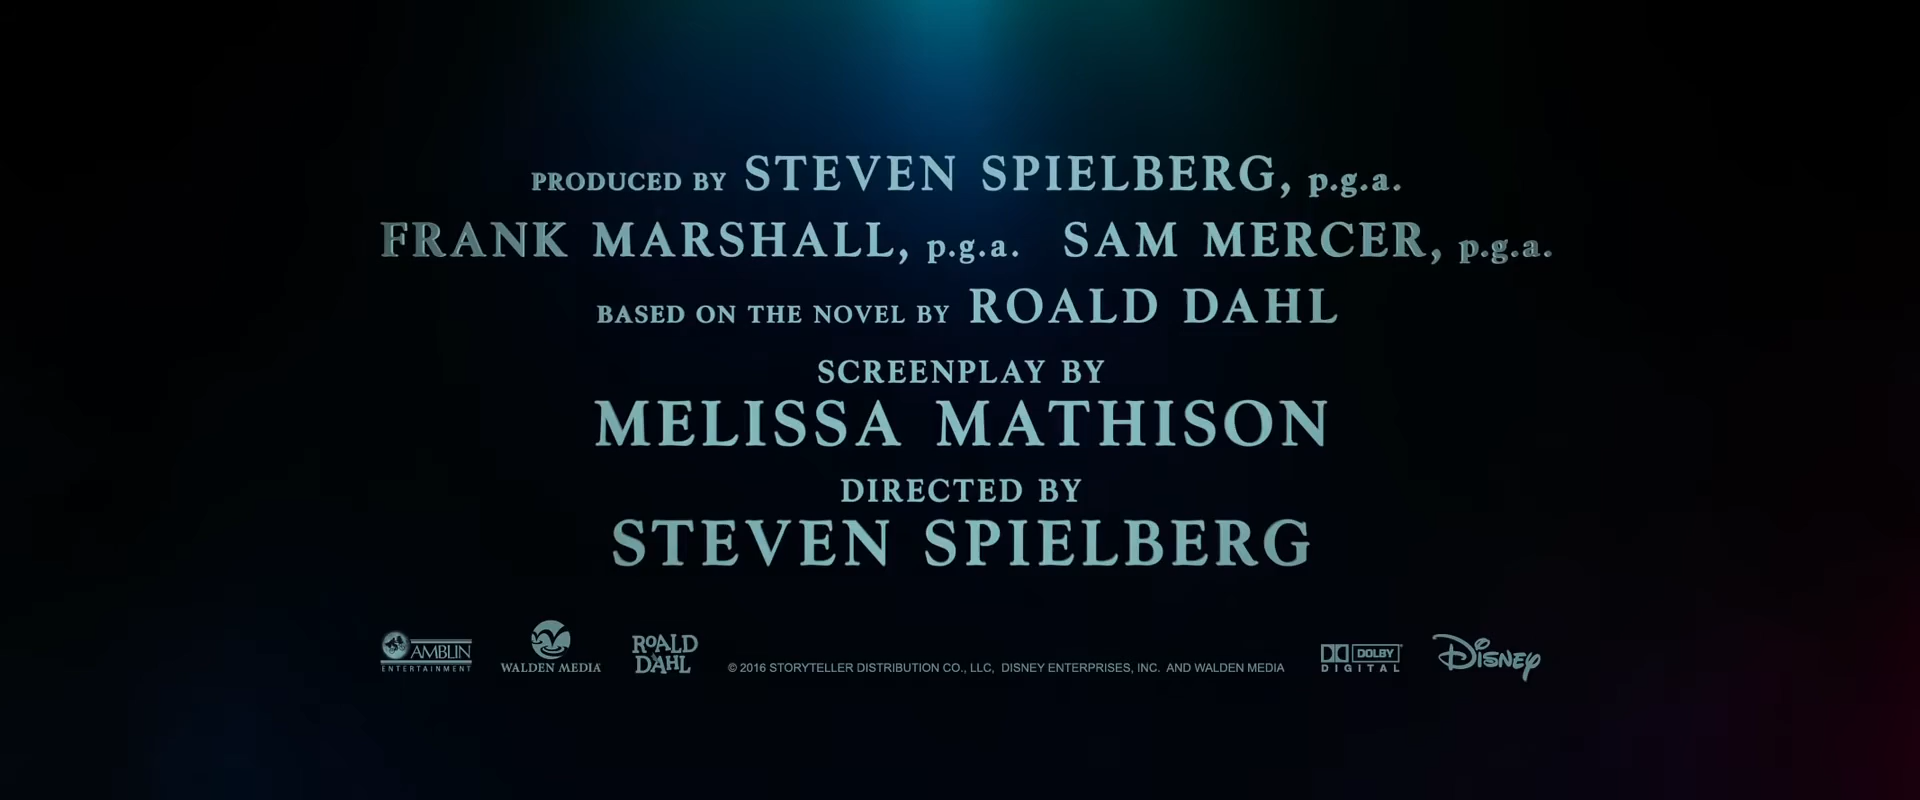 PRODUCED BY STEVEN SPIELBERG, p.g.a.
FRANK MARSHALL, p.g.a. SAM MERCER, p.g.a.
BASED ON THE NOVEL BY ROALD DAHL
SCREENPLAY BY
MELISSA MATHISON
DIRECTED BY
STEVEN SPIELBERG
AMBLIN
ENTERTAINMENT
WALDEN MEDIA
ROALD
DAHL
© 2016 STORYTELLER DISTRIBUTION CO., LLC, DISNEY ENTERPRISES, INC. AND WALDEN MEDIA
DOLBY
DIGITAL
DISNEY